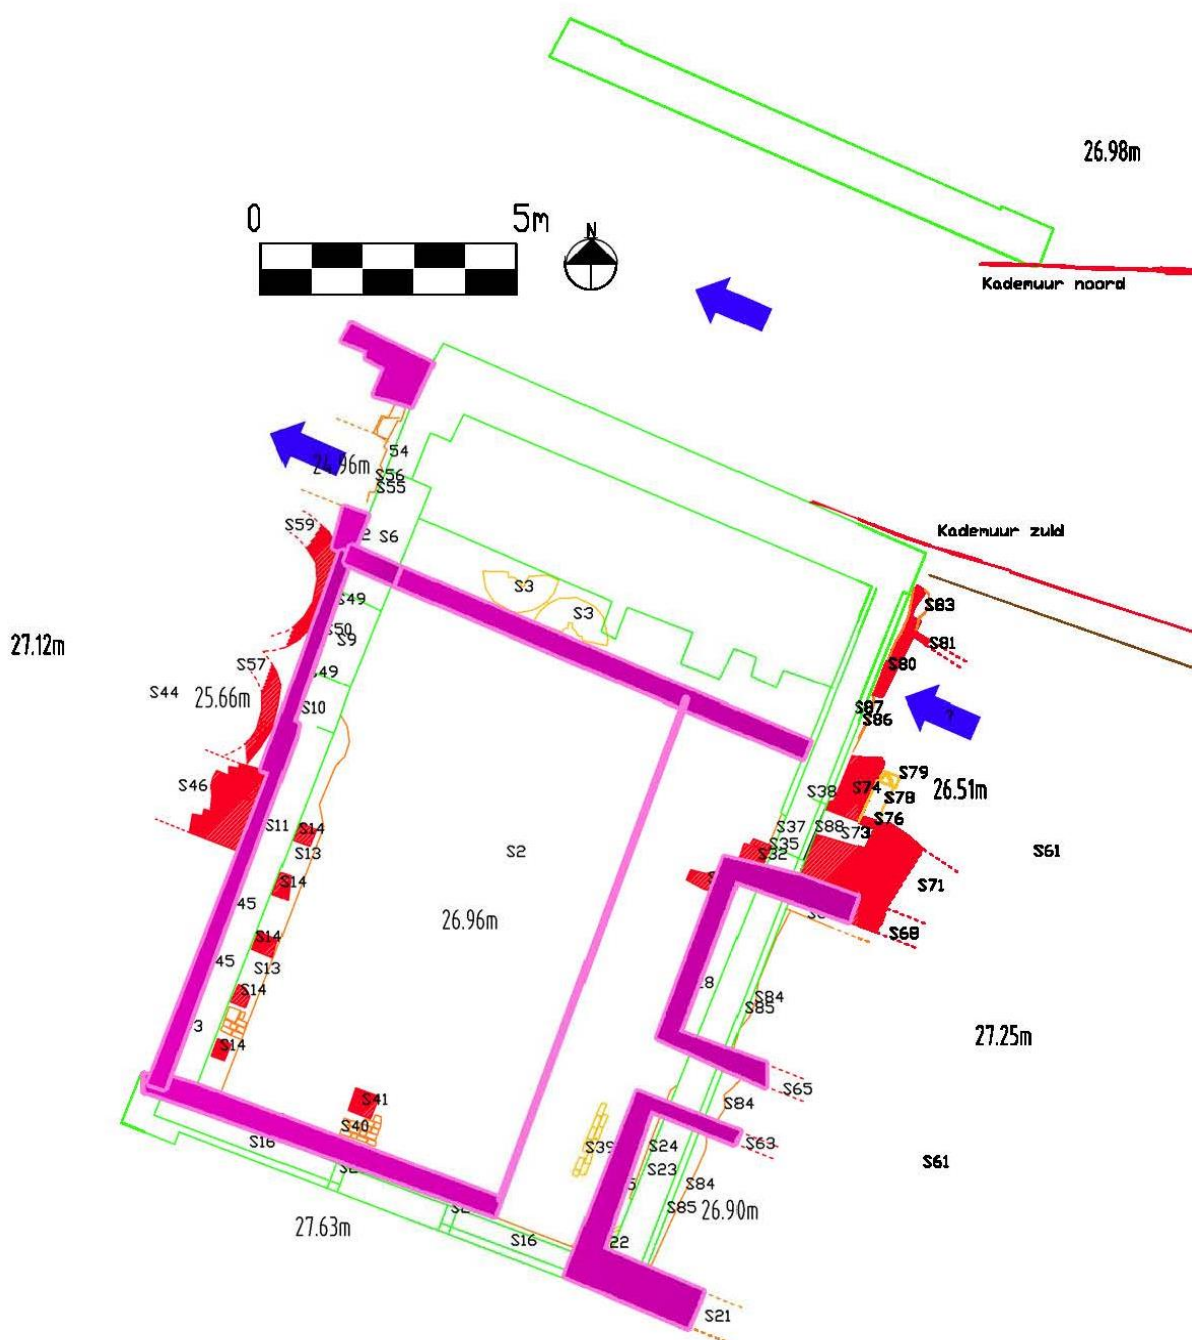 26.98m
0 5m
N
Kademuur noord
54
24.96m
S56
S55
Kademuur zuid
S59
2 S6
S3
S83
S3
S49
S50
S9
S81
27.12m
S80
S57
49
S44
25.66m
S10
S87
S86
?
S79
S46
S38
S74
S78
26.51m
S76
S11
S14
S37
S88
S73
S35
S13
S2
S32
S61
S14
S71
45
26.96m
S14
S68
45
S13
S14
S84
S85
3
27.25m
S14
S65
S41
S84
S40
S16
S39
S24
S63
S23
S61
S84
S85
26.90m
27.63m
S16
22
S21